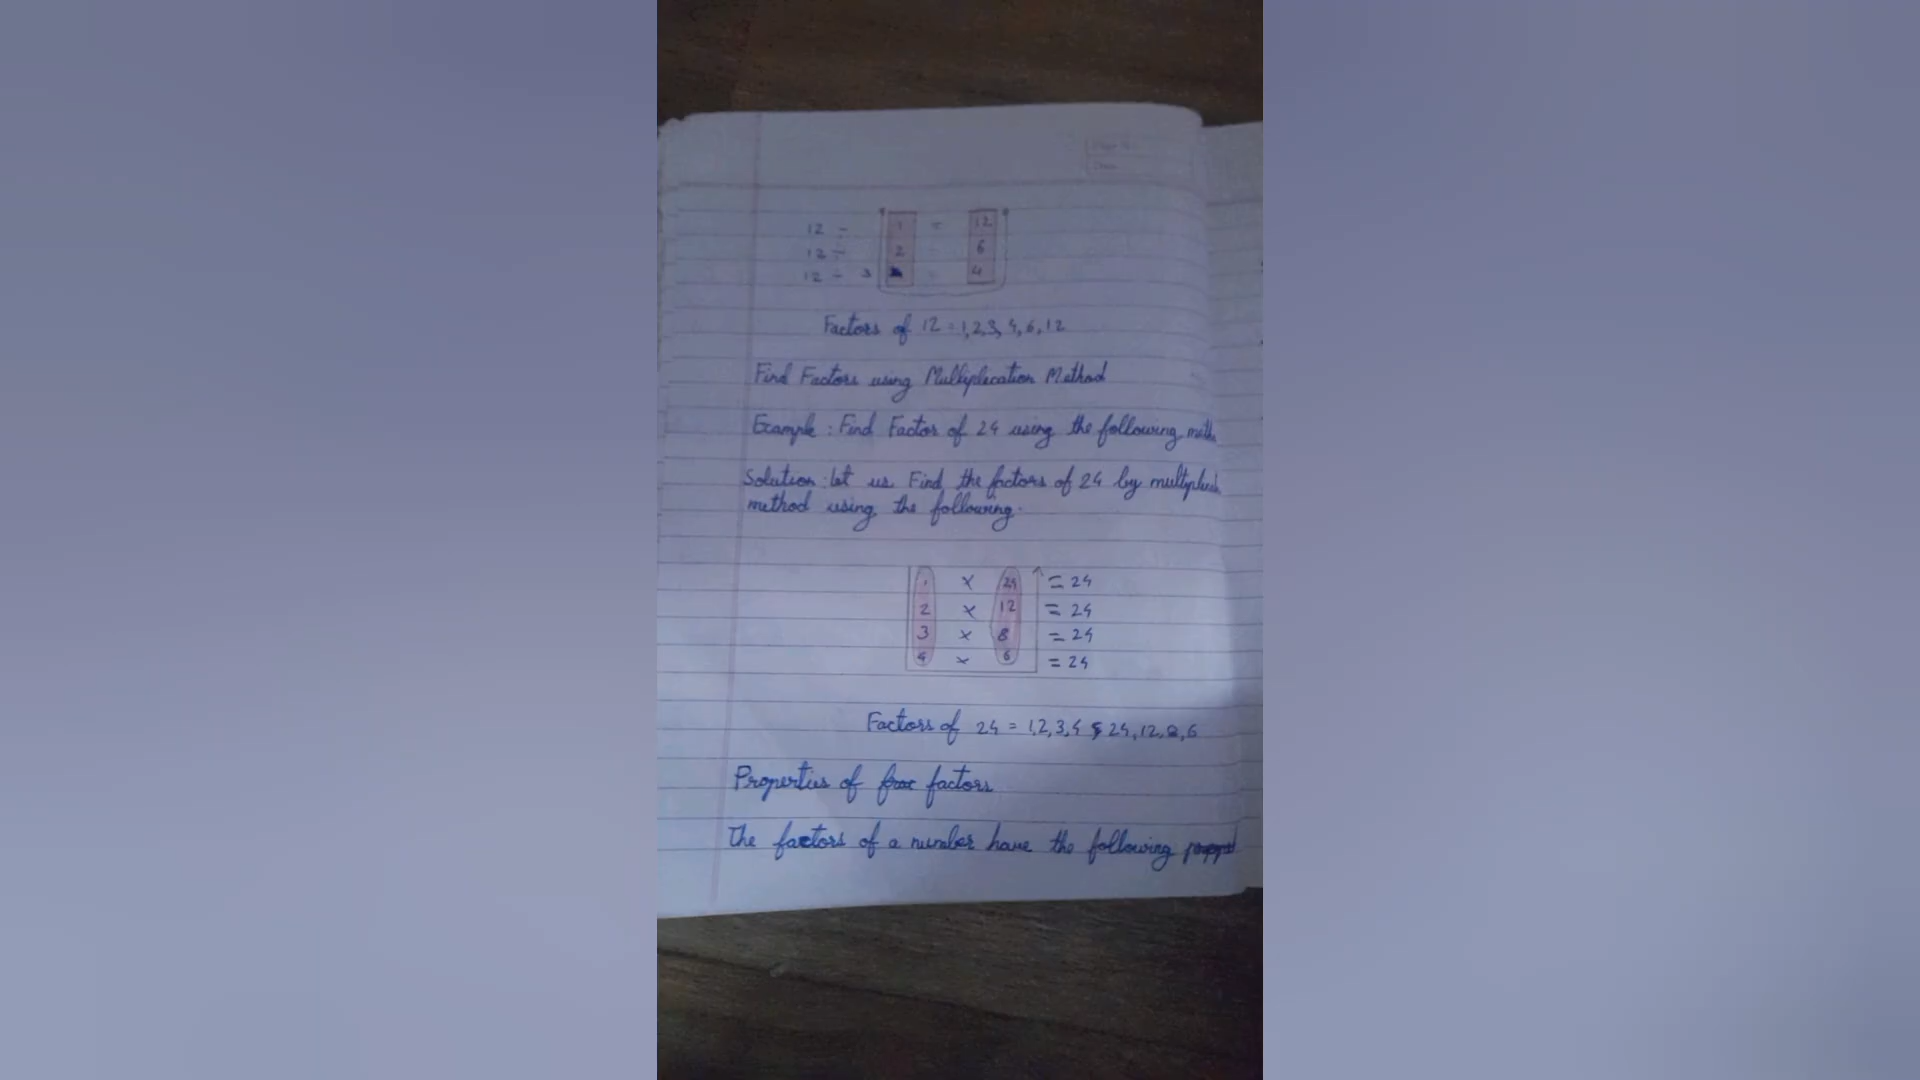 12 ÷ 1 = 12
12 ÷ 2 = 6
12 ÷ 3 = 4
Factors of 12 = 1,2,3, 4, 6, 12
Find Factors using Multiplication Method
Example : Find Factor of 24 using the following
Solution : let us Find the factors of 24 by
method using the following.
1 × 24 = 24
2 × 12 = 24
3 × 8 = 24
4 × 6 = 24
Factors of 24 = 1,2,3,4 & 24,12,8,6
Properties of factors
The factors of a number have the following